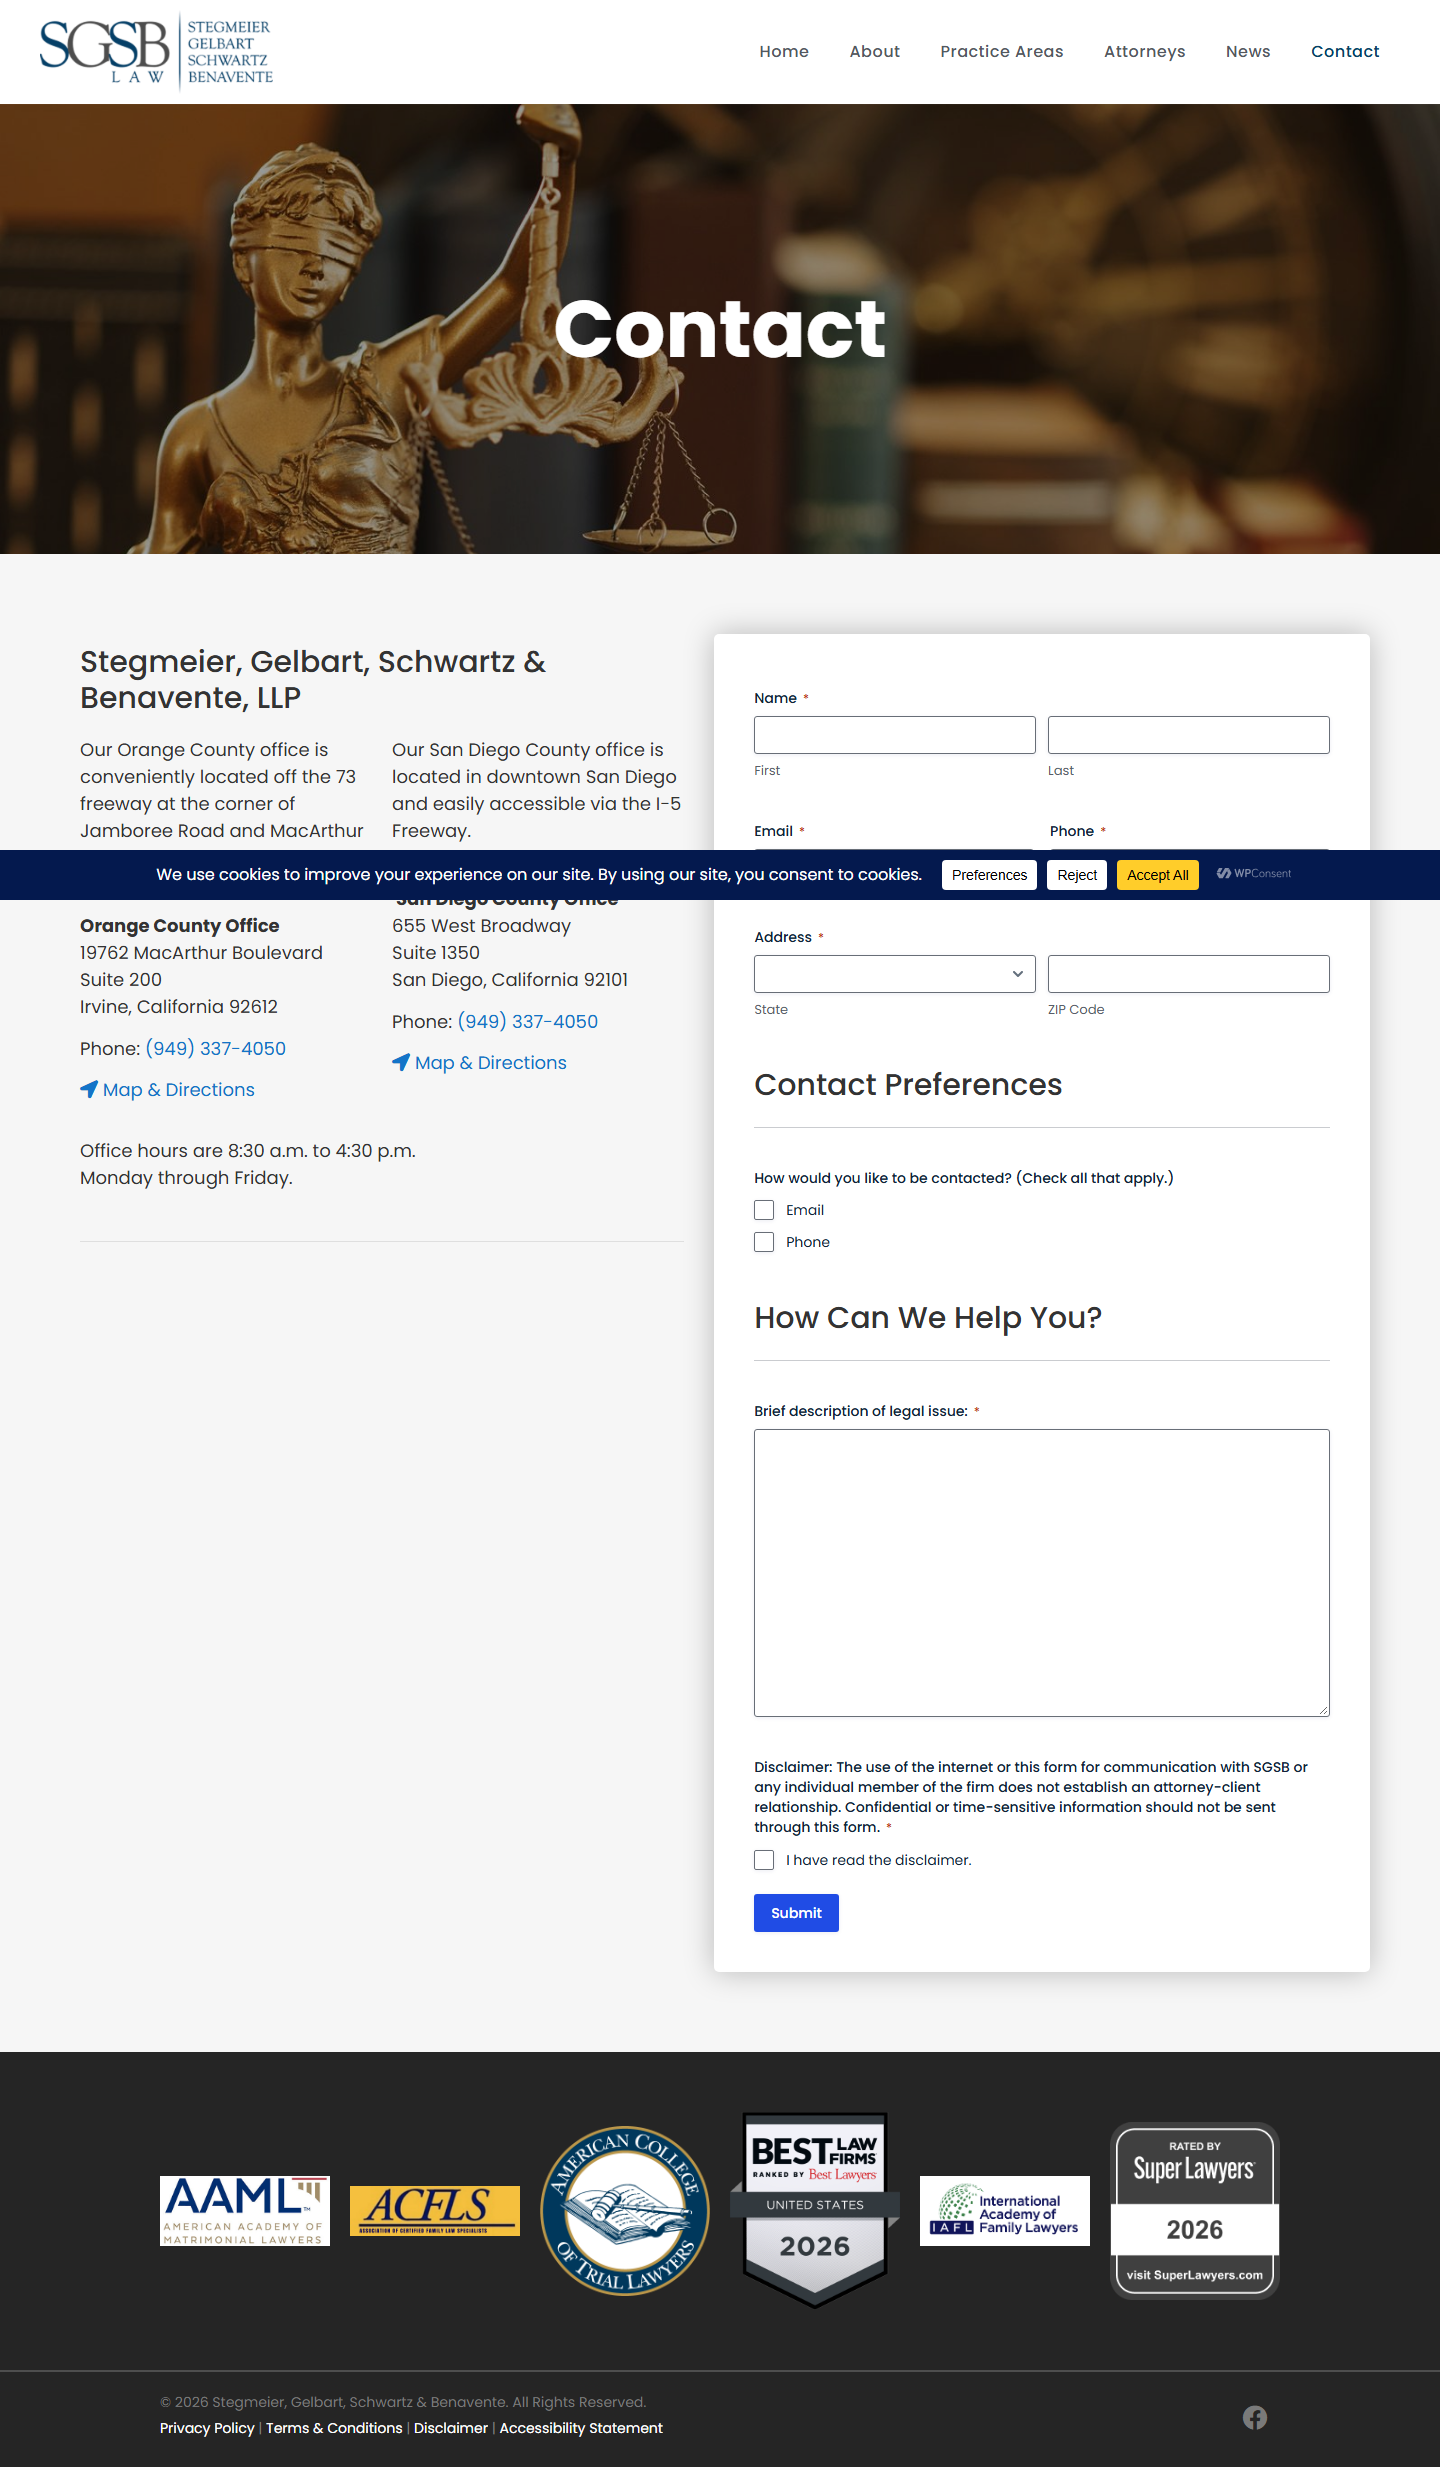 SGSB
LAW
STEGMEIER
GELBART
SCHWARTZ
BENAVENTE
Home
About
Practice Areas
Attorneys
News
Contact
Contact
Stegmeier, Gelbart, Schwartz &
Benavente, LLP
Our Orange County office is
conveniently located off the 73
freeway at the corner of
Jamboree Road and MacArthur
Our San Diego County office is
located in downtown San Diego
and easily accessible via the I-5
Freeway.
Orange County Office
19762 MacArthur Boulevard
Suite 200
Irvine, California 92612
Phone: (949) 337-4050
Map & Directions
San Diego County Office
655 West Broadway
Suite 1350
San Diego, California 92101
Phone: (949) 337-4050
Map & Directions
Office hours are 8:30 a.m. to 4:30 p.m.
Monday through Friday.
Name *
First
Last
Email *
Phone *
We use cookies to improve your experience on our site. By using our site, you consent to cookies.
Preferences
Reject
Accept All
WPConsent
Address *
State
ZIP Code
Contact Preferences
How would you like to be contacted? (Check all that apply.)
Email
Phone
How Can We Help You?
Brief description of legal issue: *
Disclaimer: The use of the internet or this form for communication with SGSB or
any individual member of the firm does not establish an attorney-client
relationship. Confidential or time-sensitive information should not be sent
through this form. *
I have read the disclaimer.
Submit
AAML™
AMERICAN ACADEMY OF
MATRIMONIAL LAWYERS
ACFLS
ASSOCIATION OF CERTIFIED FAMILY LAW SPECIALISTS
AMERICAN COLLEGE
OF TRIAL LAWYERS
BEST LAW
FIRMS
RANKED BY Best Lawyers
UNITED STATES
2026
IAFL
International
Academy of
Family Lawyers
RATED BY
Super Lawyers
2026
visit SuperLawyers.com
© 2026 Stegmeier, Gelbart, Schwartz & Benavente. All Rights Reserved.
Privacy Policy | Terms & Conditions | Disclaimer | Accessibility Statement